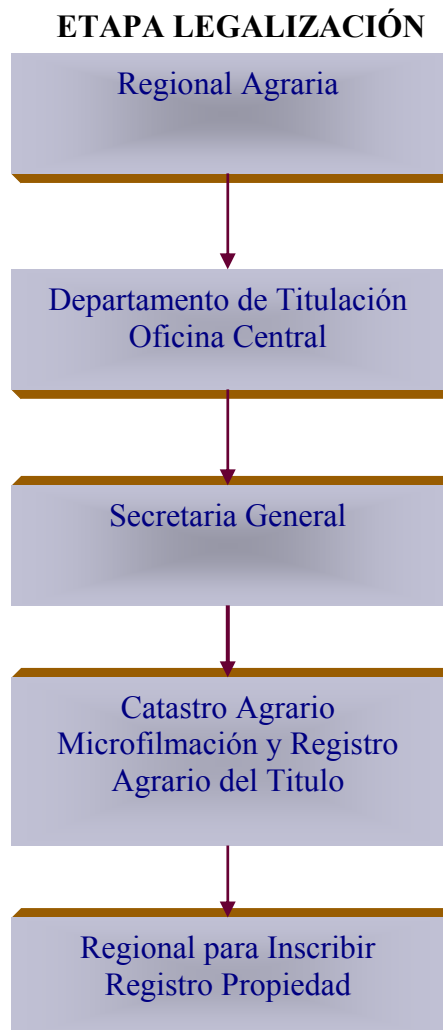 ETAPA LEGALIZACIÓN
Regional Agraria
Departamento de Titulación
Oficina Central
Secretaria General
Catastro Agrario
Microfilmación y Registro
Agrario del Titulo
Regional para Inscribir
Registro Propiedad